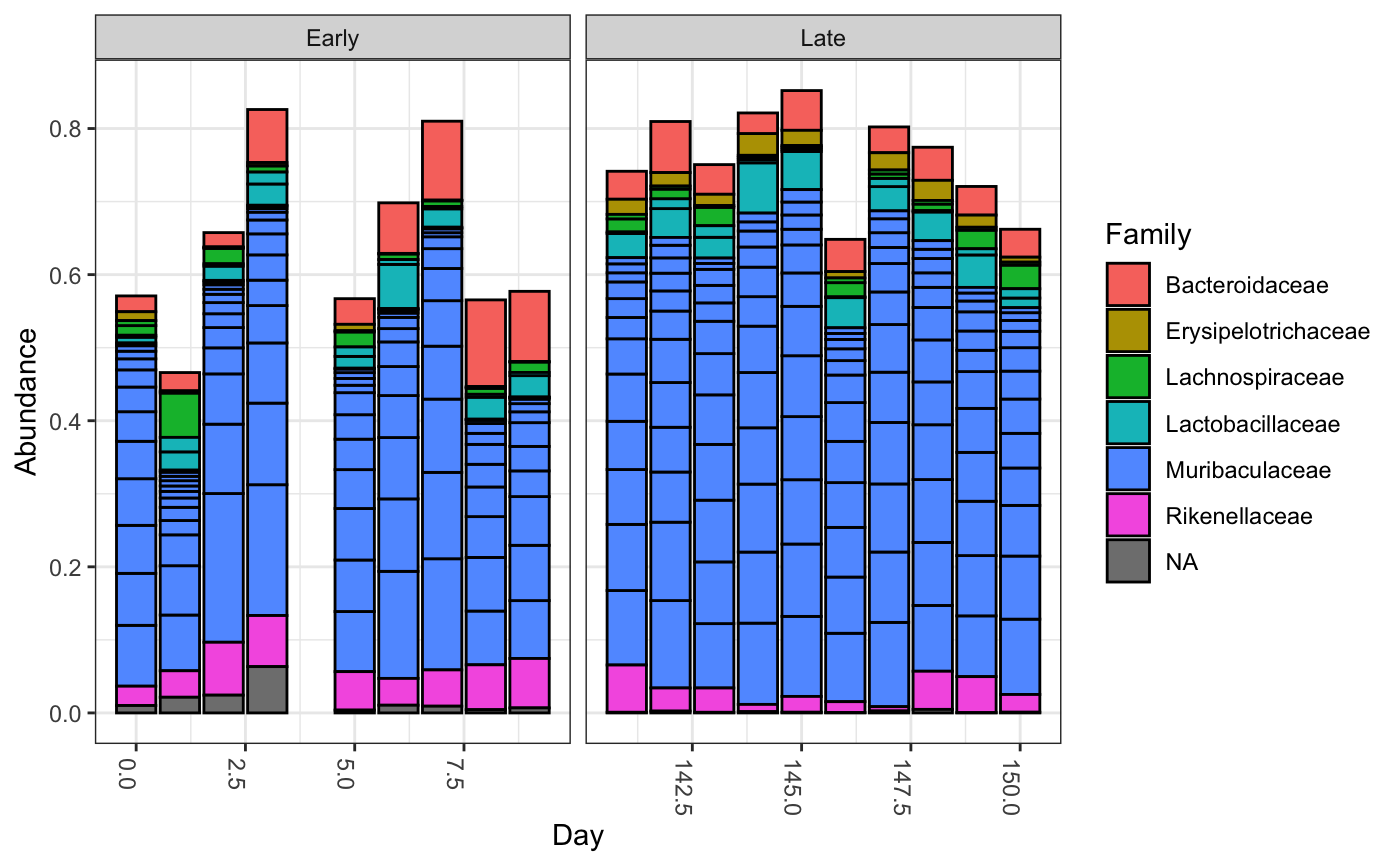 Early
Late
Abundance
0.8
0.6
0.4
0.2
0.0
0.0
2.5
5.0
7.5
142.5
145.0
147.5
150.0
Day
Family
Bacteroidaceae
Erysipelotrichaceae
Lachnospiraceae
Lactobacillaceae
Muribaculaceae
Rikenellaceae
NA